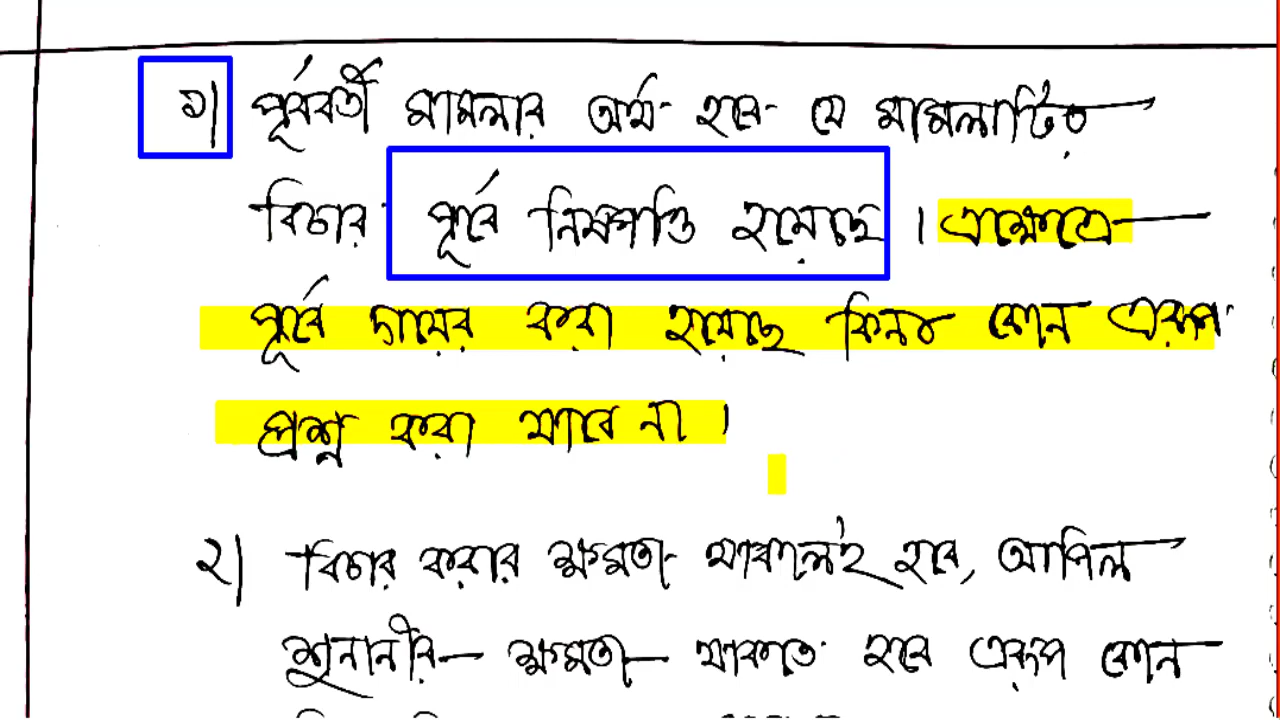 ১) পূর্ববর্তী মামলার অর্থ হবে যে মামলাটির
বিচার পূর্বে নিষ্পত্তি হয়েছে । এক্ষেত্রে
পূর্বে দায়ের করা হয়েছে কিনা কোন এরূপ
প্রশ্ন করা যাবে না ।
২) বিচার করার ক্ষমতা থাকলেই হবে, আপিল
শুনানীর ক্ষমতা থাকতে হবে এরূপ কোন